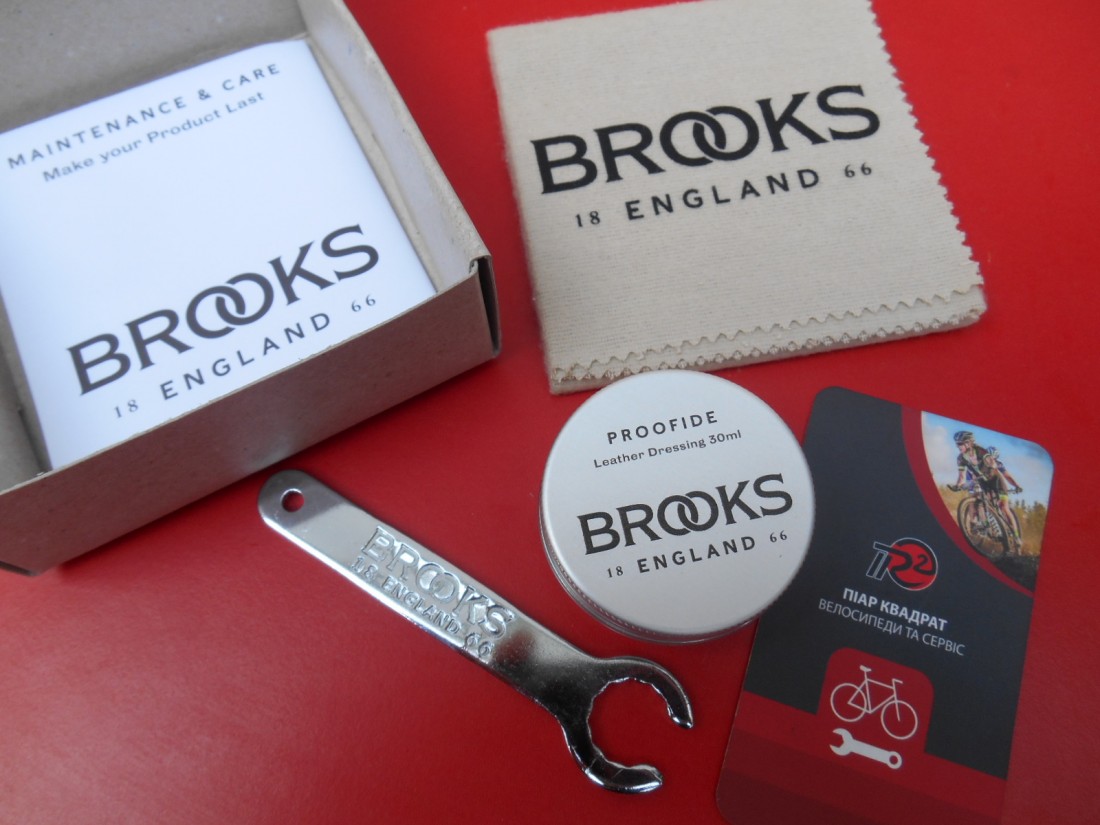 MAINTENANCE & CARE
Make your Product Last
BROOKS
18 ENGLAND 66
BROOKS
18 ENGLAND 66
PROOFIDE
Leather Dressing 30ml
BROOKS
18 ENGLAND 66
BROOKS
18 ENGLAND 66
ПІАР КВАДРАТ
ВЕЛОСИПЕДИ ТА СЕРВІС